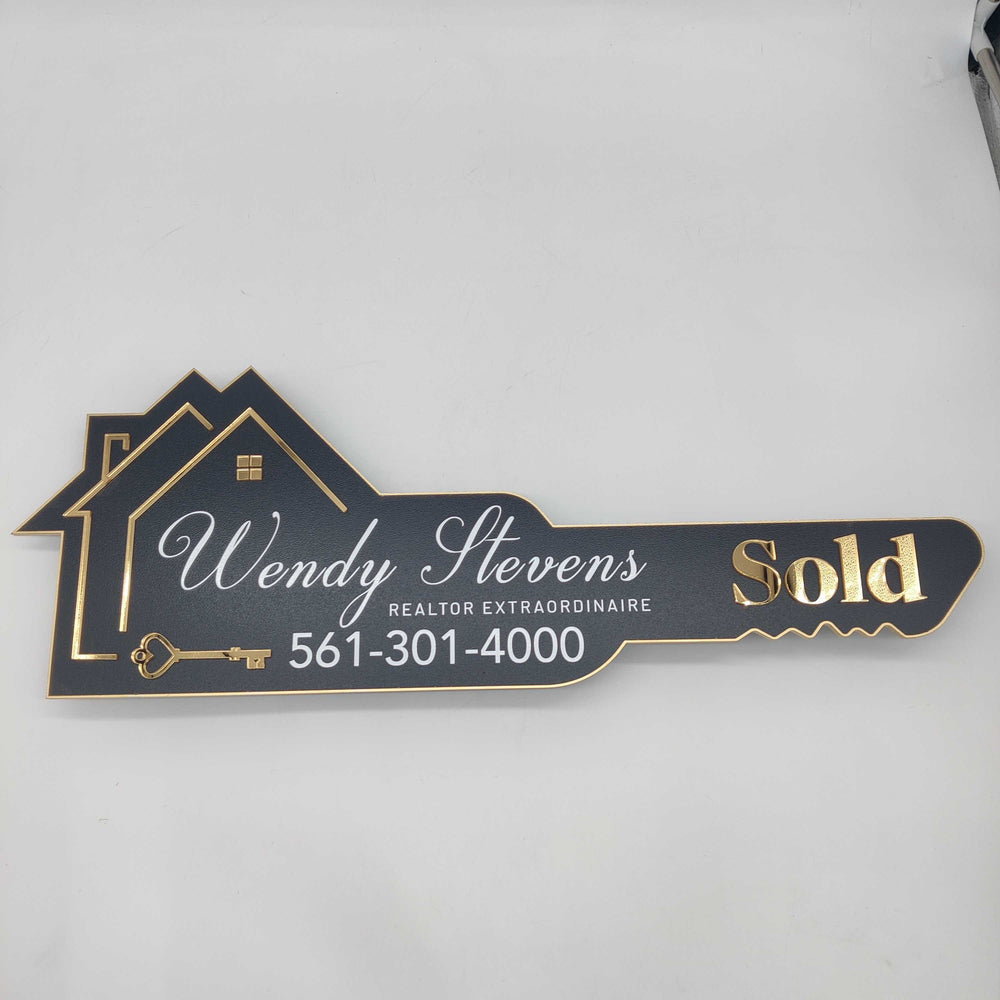 Wendy Stevens
REALTOR EXTRAORDINAIRE
561-301-4000
Sold